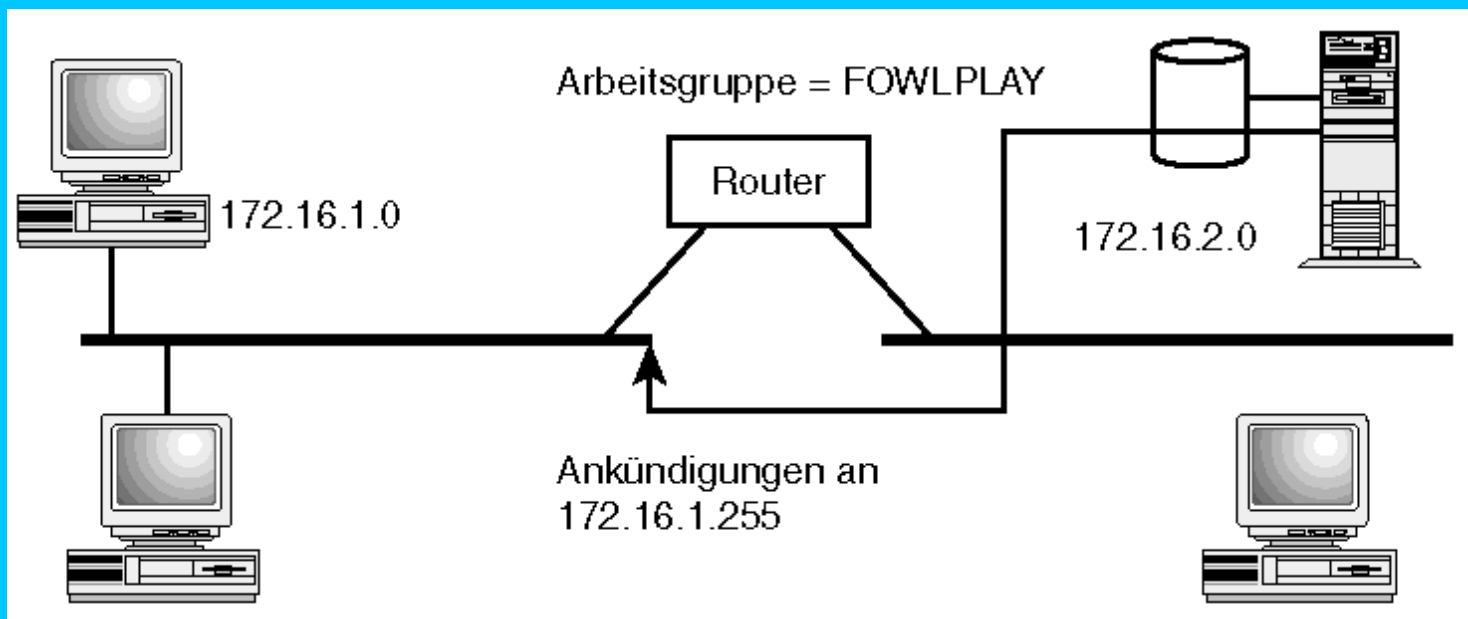 Arbeitsgruppe = FOWLPLAY
Router
172.16.1.0
172.16.2.0
Ankündigungen an
172.16.1.255